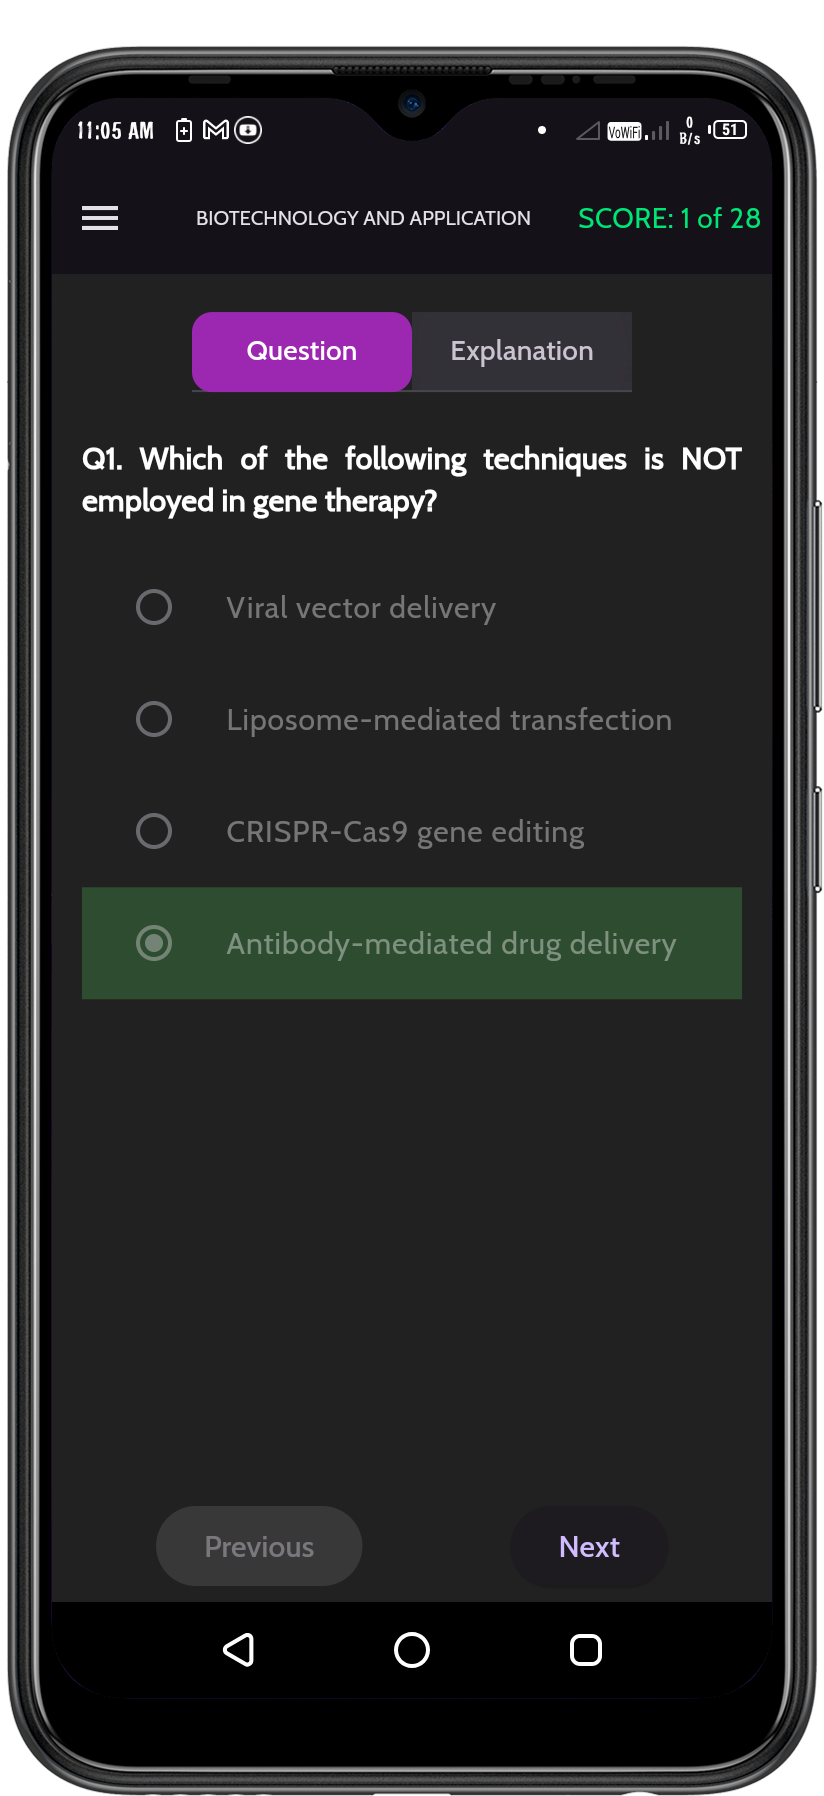 11:05 AM
VoWiFi
0
B/s
51
BIOTECHNOLOGY AND APPLICATION
SCORE: 1 of 28
Question
Explanation
Q1. Which of the following techniques is NOT
employed in gene therapy?
Viral vector delivery
Liposome-mediated transfection
CRISPR-Cas9 gene editing
Antibody-mediated drug delivery
Previous
Next